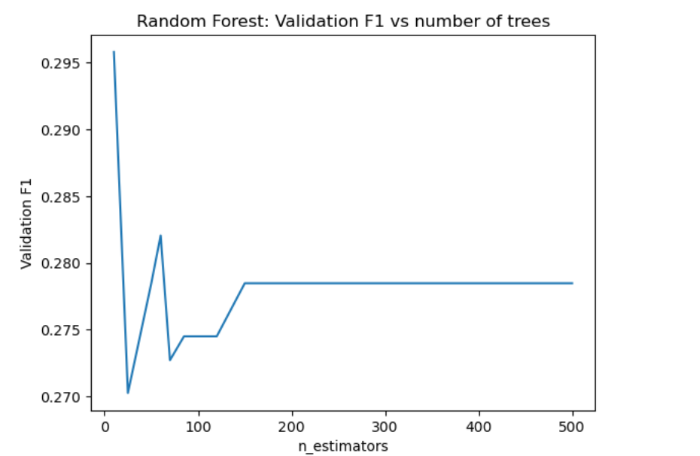 Random Forest: Validation F1 vs number of trees
0.295
0.290
0.285
0.280
0.275
0.270
Validation F1
0 100 200 300 400 500
n_estimators